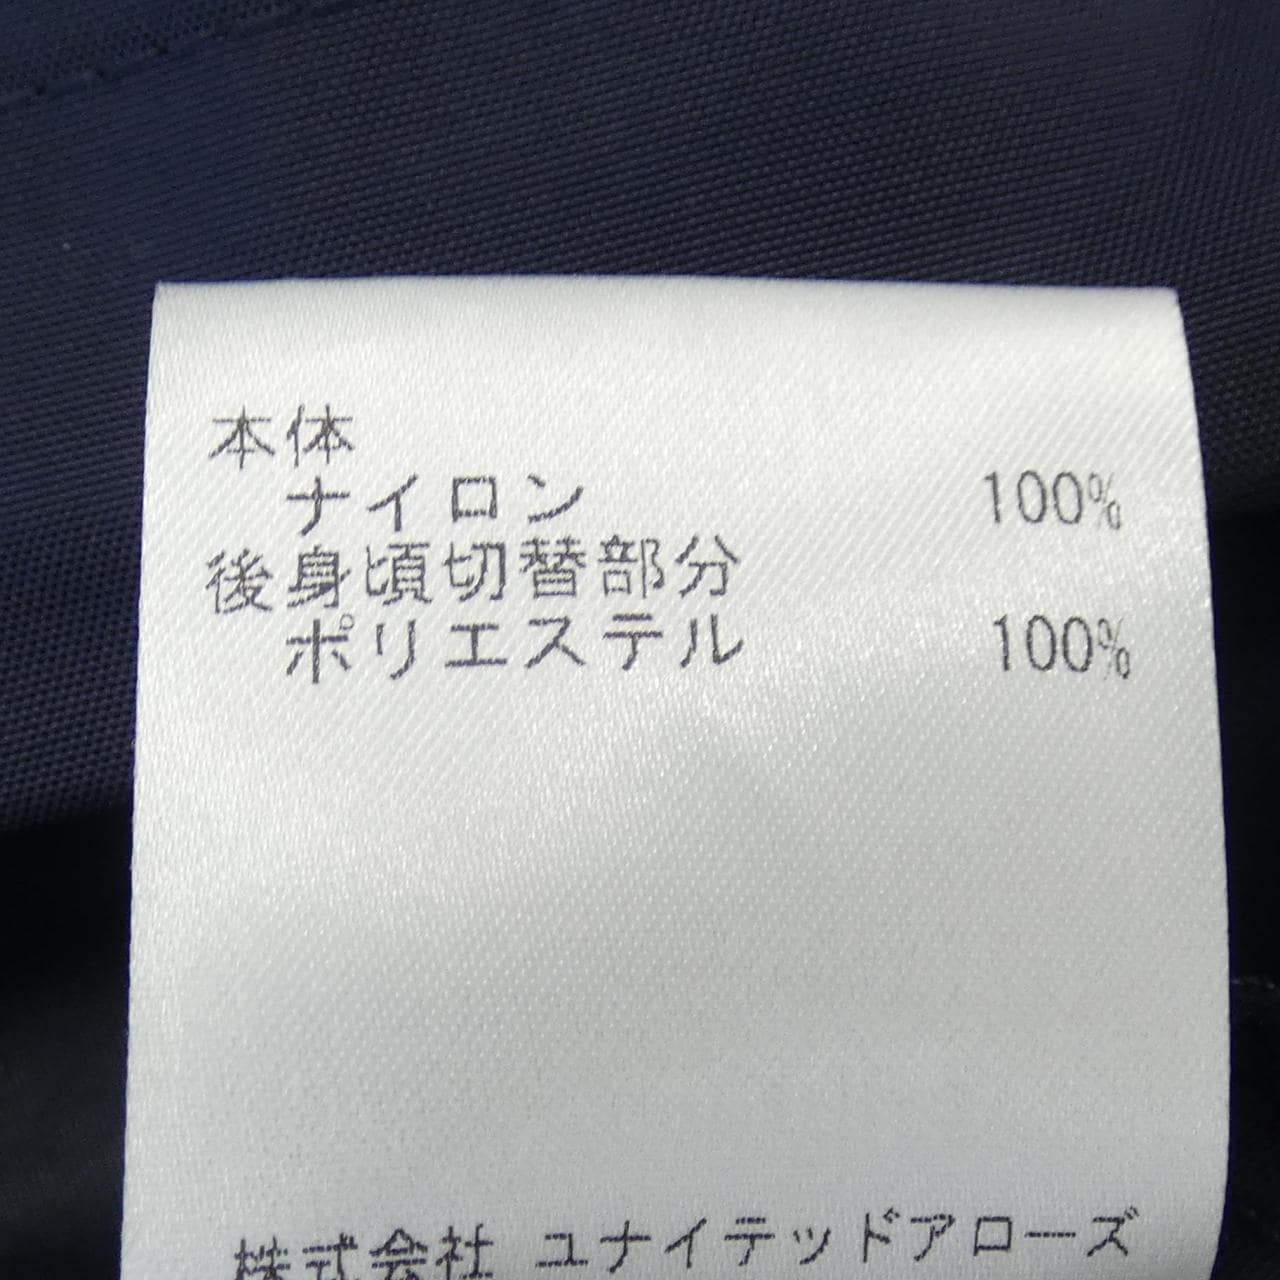 本体
ナイロン 100%
後身頃切替部分
ポリエステル 100%
株式会社 ユナイテッドアローズ